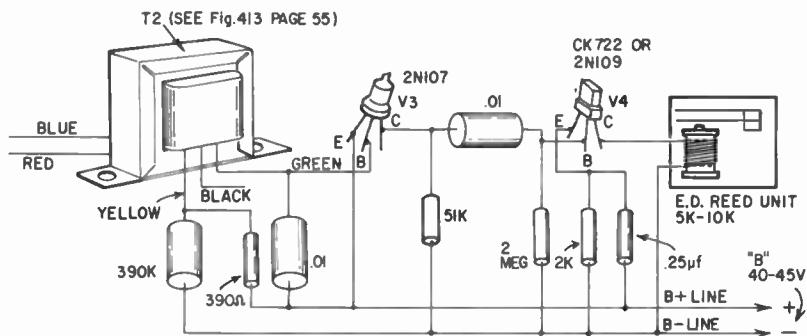 T2 (SEE Fig.413 PAGE 55)
BLUE
RED
YELLOW
BLACK
GREEN
390K
390Ω
.01
2N107
V3
E
B
C
.01
51K
CK722 OR
2N109
V4
E
C
B
2
MEG
2K
.25µf
E.D. REED UNIT
5K-10K
"B"
40-45V
B+ LINE
+
B- LINE
−